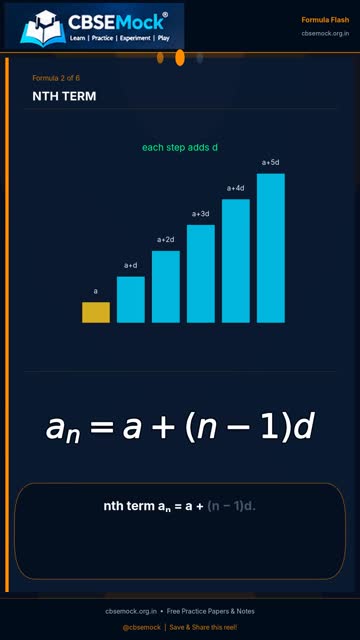 CBSEMock®
Learn | Practice | Experiment | Play
Formula Flash
cbsemock.org.in
Formula 2 of 6
NTH TERM
each step adds d
a+5d
a+4d
a+3d
a+2d
a+d
a
aₙ = a + (n − 1)d
nth term aₙ = a + (n − 1)d.
cbsemock.org.in • Free Practice Papers & Notes
@cbsemock | Save & Share this reel!